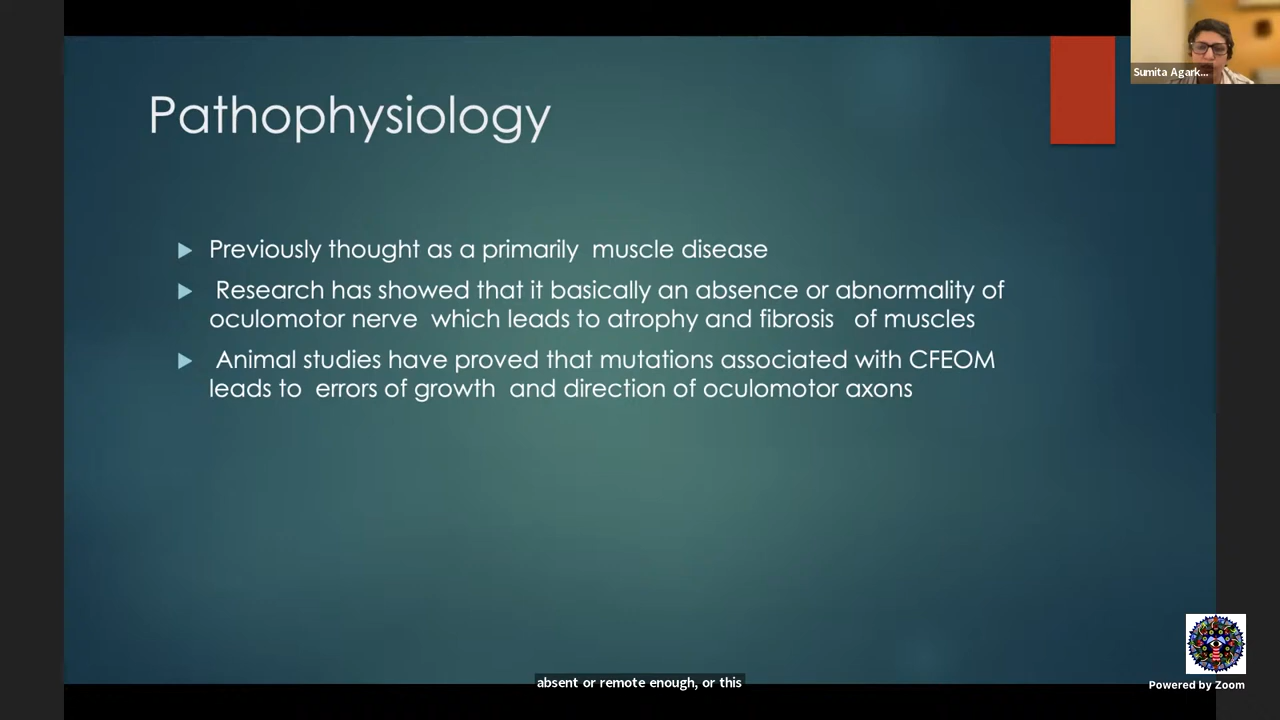 Sumita Agark...
Pathophysiology
Previously thought as a primarily muscle disease
Research has showed that it basically an absence or abnormality of
oculomotor nerve which leads to atrophy and fibrosis of muscles
Animal studies have proved that mutations associated with CFEOM
leads to errors of growth and direction of oculomotor axons
absent or remote enough, or this
Powered by Zoom